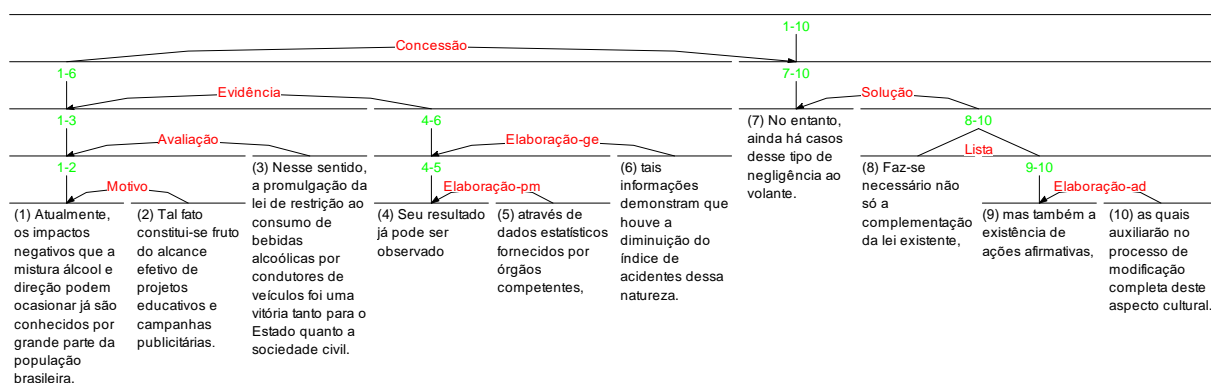 1-10
Concessão
1-6
7-10
Evidência
Solução
1-3
4-6
8-10
Avaliação
Elaboração-ge
Lista
1-2
4-5
9-10
Motivo
Elaboração-pm
Elaboração-ad
(1) Atualmente,
os impactos
negativos que a
mistura álcool e
direção podem
ocasionar já são
conhecidos por
grande parte da
população
brasileira.
(2) Tal fato
constitui-se fruto
do alcance
efetivo de
projetos
educativos e
campanhas
publicitárias.
(3) Nesse sentido,
a promulgação da
lei de restrição ao
consumo de
bebidas
alcoólicas por
condutores de
veículos foi uma
vitória tanto para o
Estado quanto a
sociedade civil.
(4) Seu resultado
já pode ser
observado
(5) através de
dados estatísticos
fornecidos por
órgãos
competentes,
(6) tais
informações
demonstram que
houve a
diminuição do
índice de
acidentes dessa
natureza.
(7) No entanto,
ainda há casos
desse tipo de
negligência ao
volante.
(8) Faz-se
necessário não
só a
complementação
da lei existente,
(9) mas também a
existência de
ações afirmativas,
(10) as quais
auxiliarão no
processo de
modificação
completa deste
aspecto cultural.